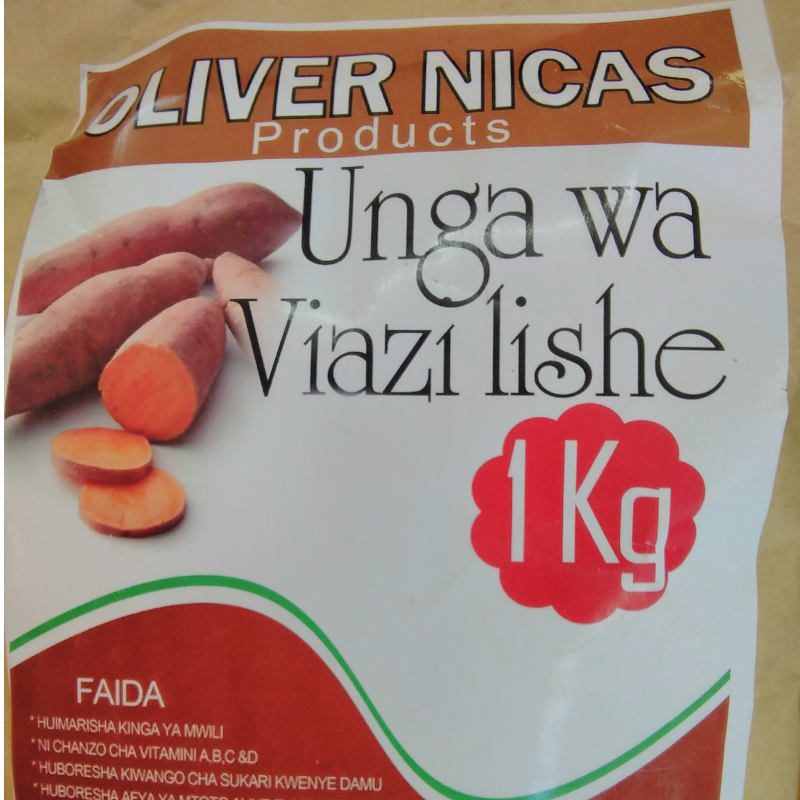 OLIVER NICAS
Products
Unga wa
Viazi lishe
1Kg
FAIDA
* HUIMARISHA KINGA YA MWILI
* NI CHANZO CHA VITAMINI A,B,C &D
* HUBORESHA KIWANGO CHA SUKARI KWENYE DAMU
* HUBORESHA AFYA YA MTOTO